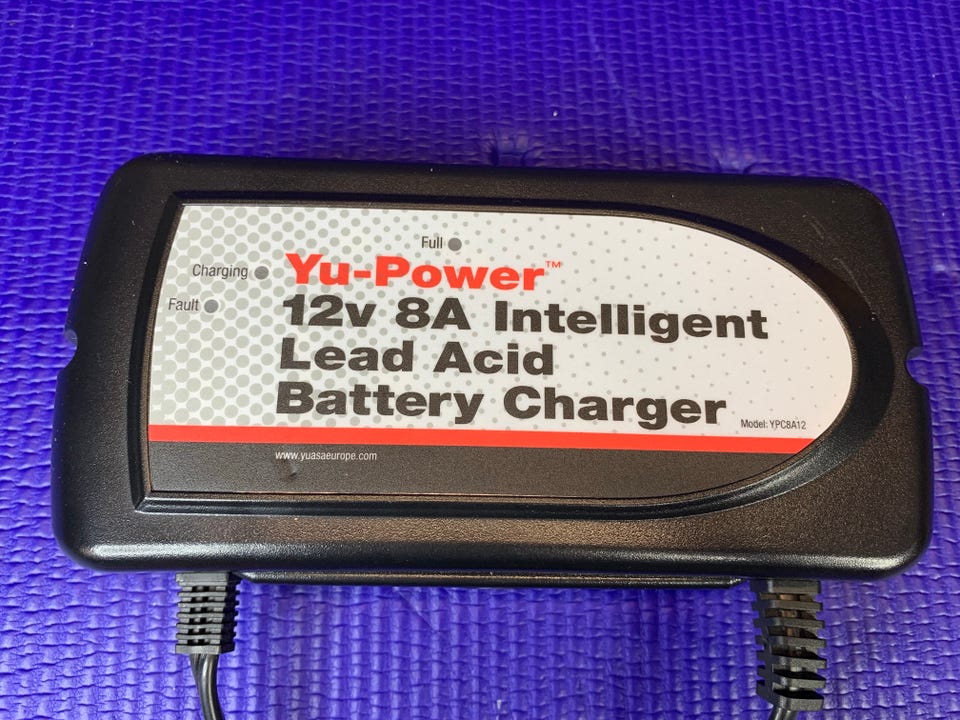 Full
Charging
Yu-Power™
Fault
12v 8A Intelligent
Lead Acid
Battery Charger
Model: YPC8A12
www.yuasaeurope.com